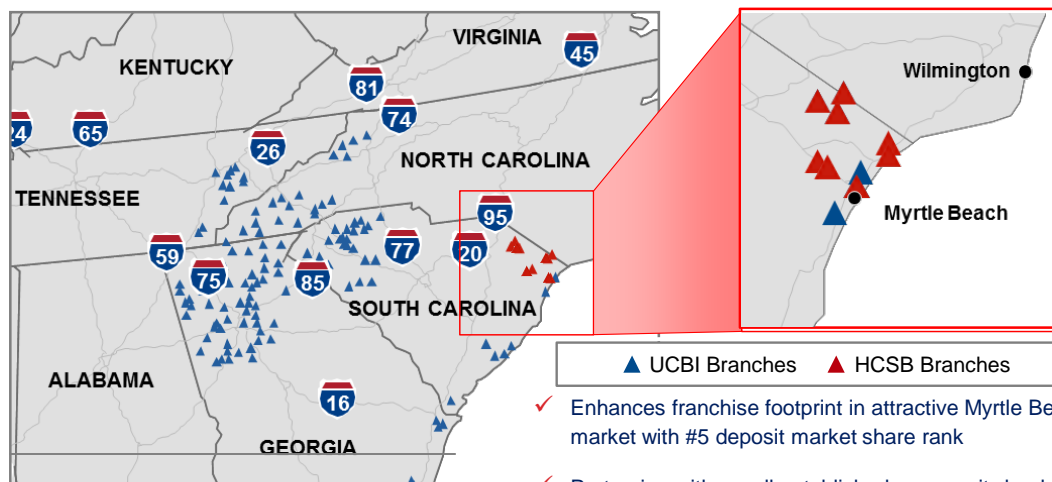 VIRGINIA
45
KENTUCKY
81
74
24
65
26
NORTH CAROLINA
TENNESSEE
95
59
77
20
75
85
SOUTH CAROLINA
ALABAMA
16
GEORGIA
Wilmington
Myrtle Beach
UCBI Branches
HCSB Branches
✓ Enhances franchise footprint in attractive Myrtle Be
market with #5 deposit market share rank